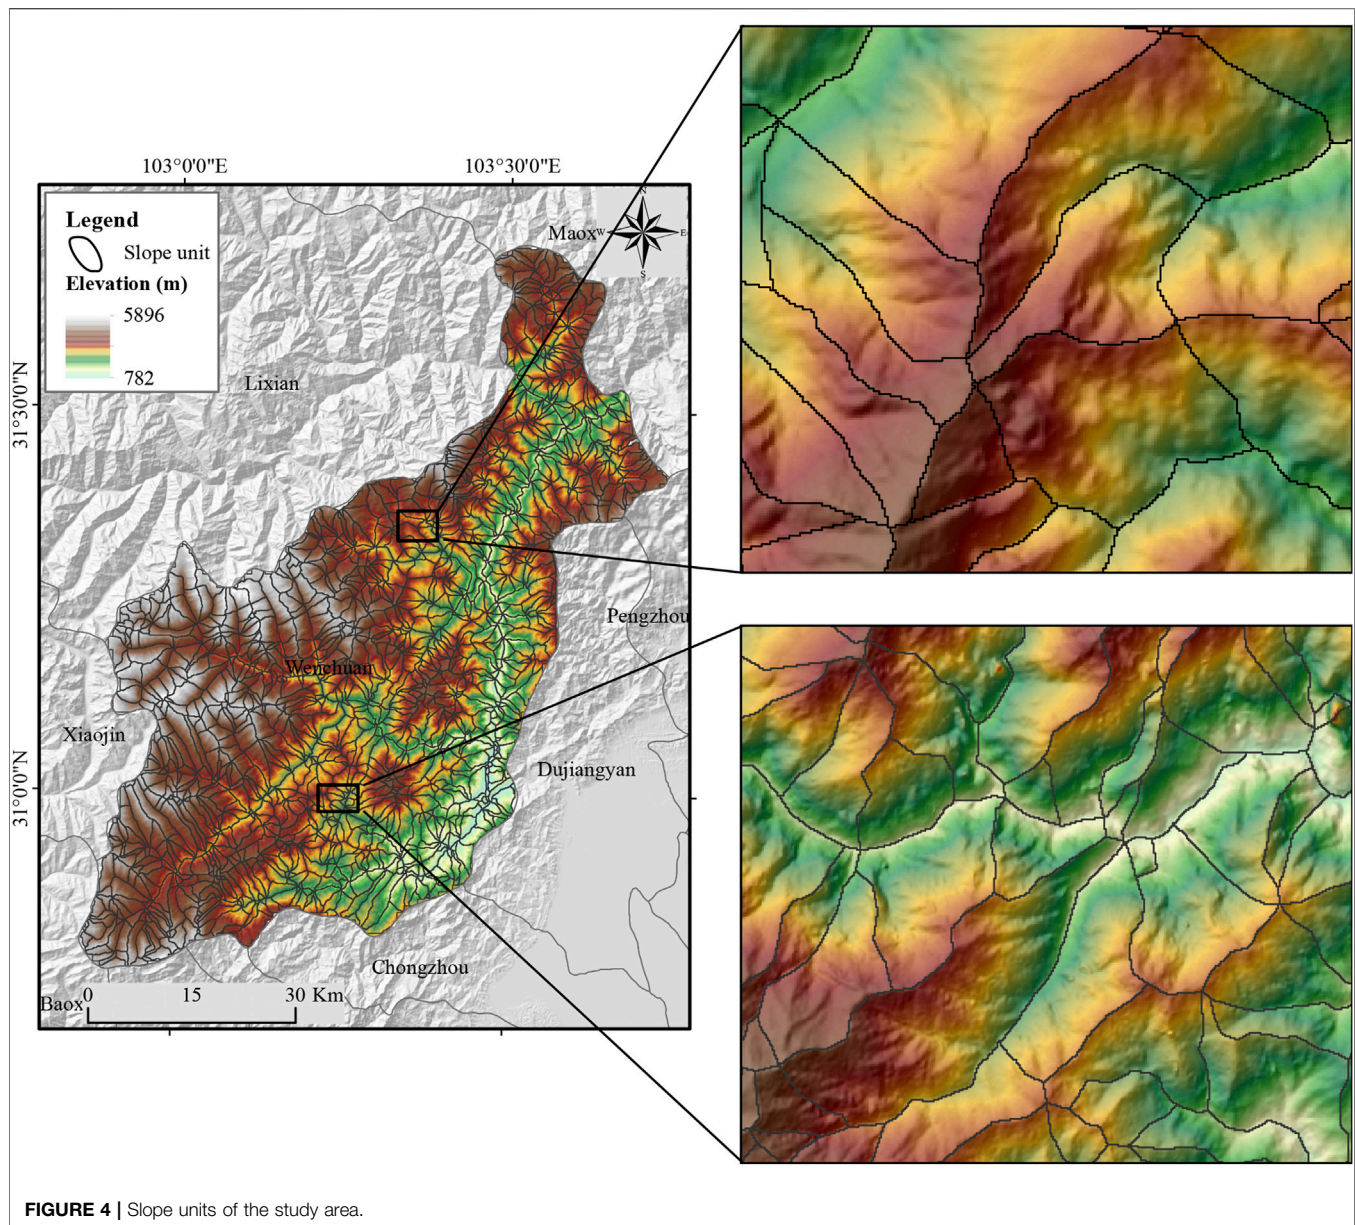 103°0'0"E
103°30'0"E
Legend
Slope unit
Elevation (m)
5896
782
Maox
N
W
E
S
Lixian
31°30'0"N
Pengzhou
Wenchuan
Xiaojin
Dujiangyan
31°0'0"N
Chongzhou
Baox
0 15 30 Km
FIGURE 4 | Slope units of the study area.